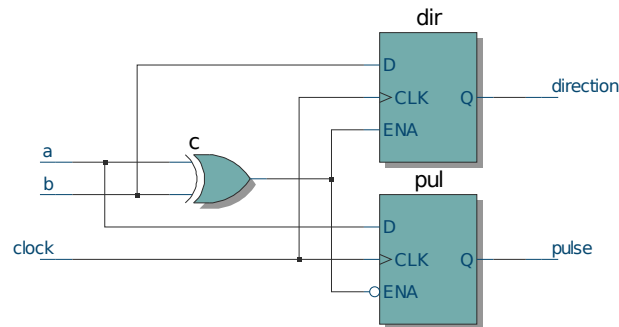 dir
D
direction
CLK
Q
c
ENA
a
pul
b
D
clock
CLK
Q
pulse
ENA